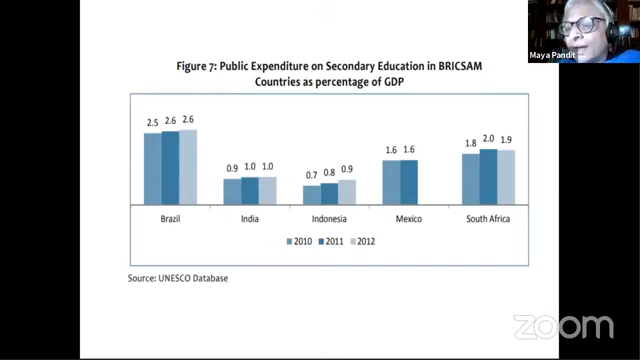 Maya Pandit
Figure 7: Public Expenditure on Secondary Education in BRICSAM
Countries as percentage of GDP
2.5 2.6 2.6
0.9 1.0 1.0
0.7 0.8 0.9
1.6 1.6
1.8 2.0 1.9
Brazil India Indonesia Mexico South Africa
2010 2011 2012
Source: UNESCO Database
zoom